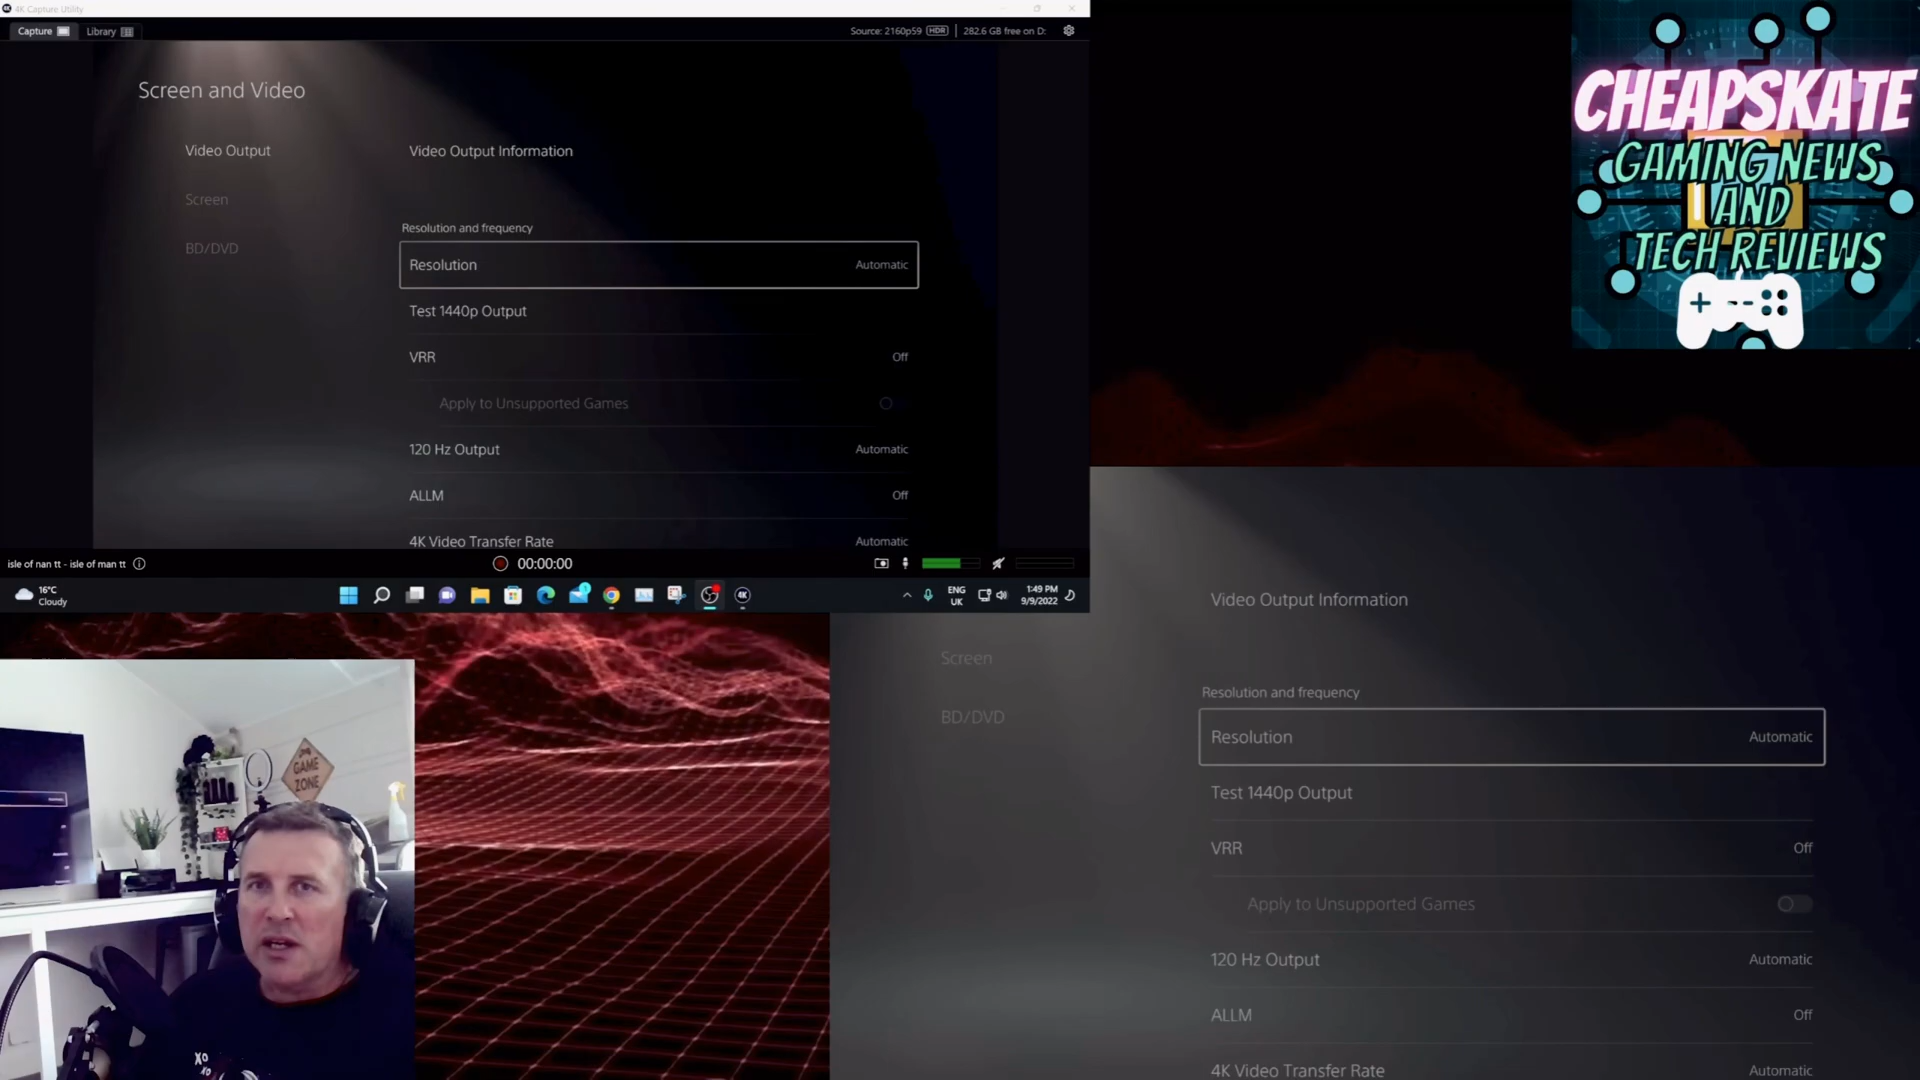 4K Capture Utility
Capture
Library
Source: 2160p59 HDR
282.6 GB free on D:
Screen and Video
Video Output
Screen
BD/DVD
Video Output Information
Resolution and frequency
Resolution Automatic
Test 1440p Output
VRR Off
Apply to Unsupported Games
120 Hz Output Automatic
ALLM Off
4K Video Transfer Rate Automatic
isle of nan tt - isle of man tt
00:00:00
16°C
Cloudy
4K
ENG
UK
1:49 PM
9/9/2022
CHEAPSKATE
GAMING NEWS
AND
TECH REVIEWS
Video Output Information
Screen
BD/DVD
Resolution and frequency
Resolution Automatic
Test 1440p Output
VRR Off
Apply to Unsupported Games
120 Hz Output Automatic
ALLM Off
4K Video Transfer Rate Automatic
GAME
ZONE
XO